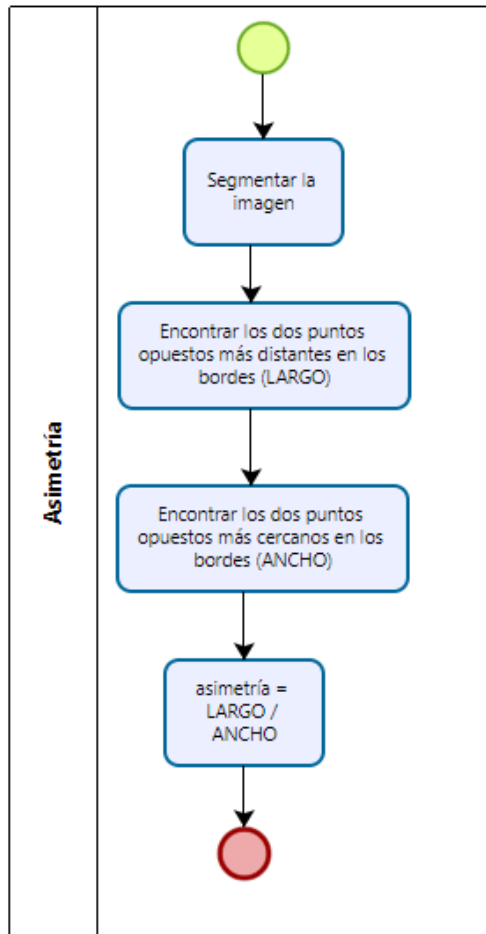 Asimetría
Segmentar la
imagen
Encontrar los dos puntos
opuestos más distantes en los
bordes (LARGO)
Encontrar los dos puntos
opuestos más cercanos en los
bordes (ANCHO)
asimetría =
LARGO /
ANCHO